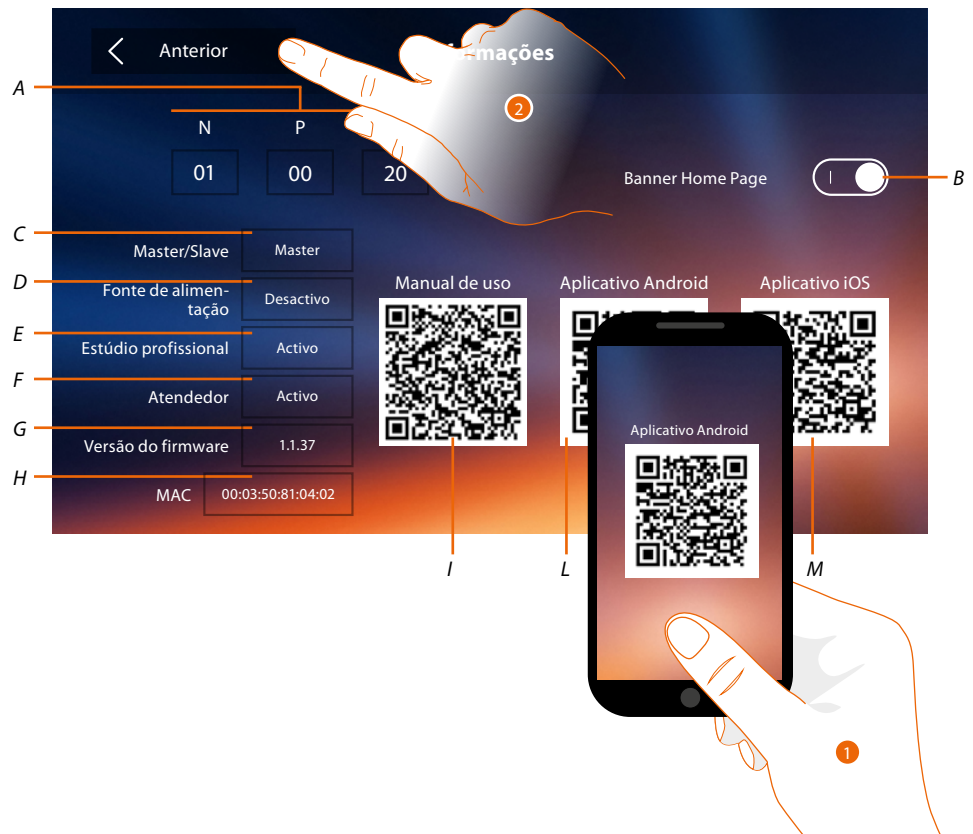 Anterior
mações
A
2
N
P
01
00
20
Banner Home Page
B
C
Master/Slave
Master
D
Fonte de alimen-
tação
Desactivo
Manual de uso
Aplicativo Android
Aplicativo iOS
E
Estúdio profissional
Activo
F
Atendedor
Activo
G
Versão do firmware
1.1.37
Aplicativo Android
H
MAC
00:03:50:81:04:02
I
L
M
1